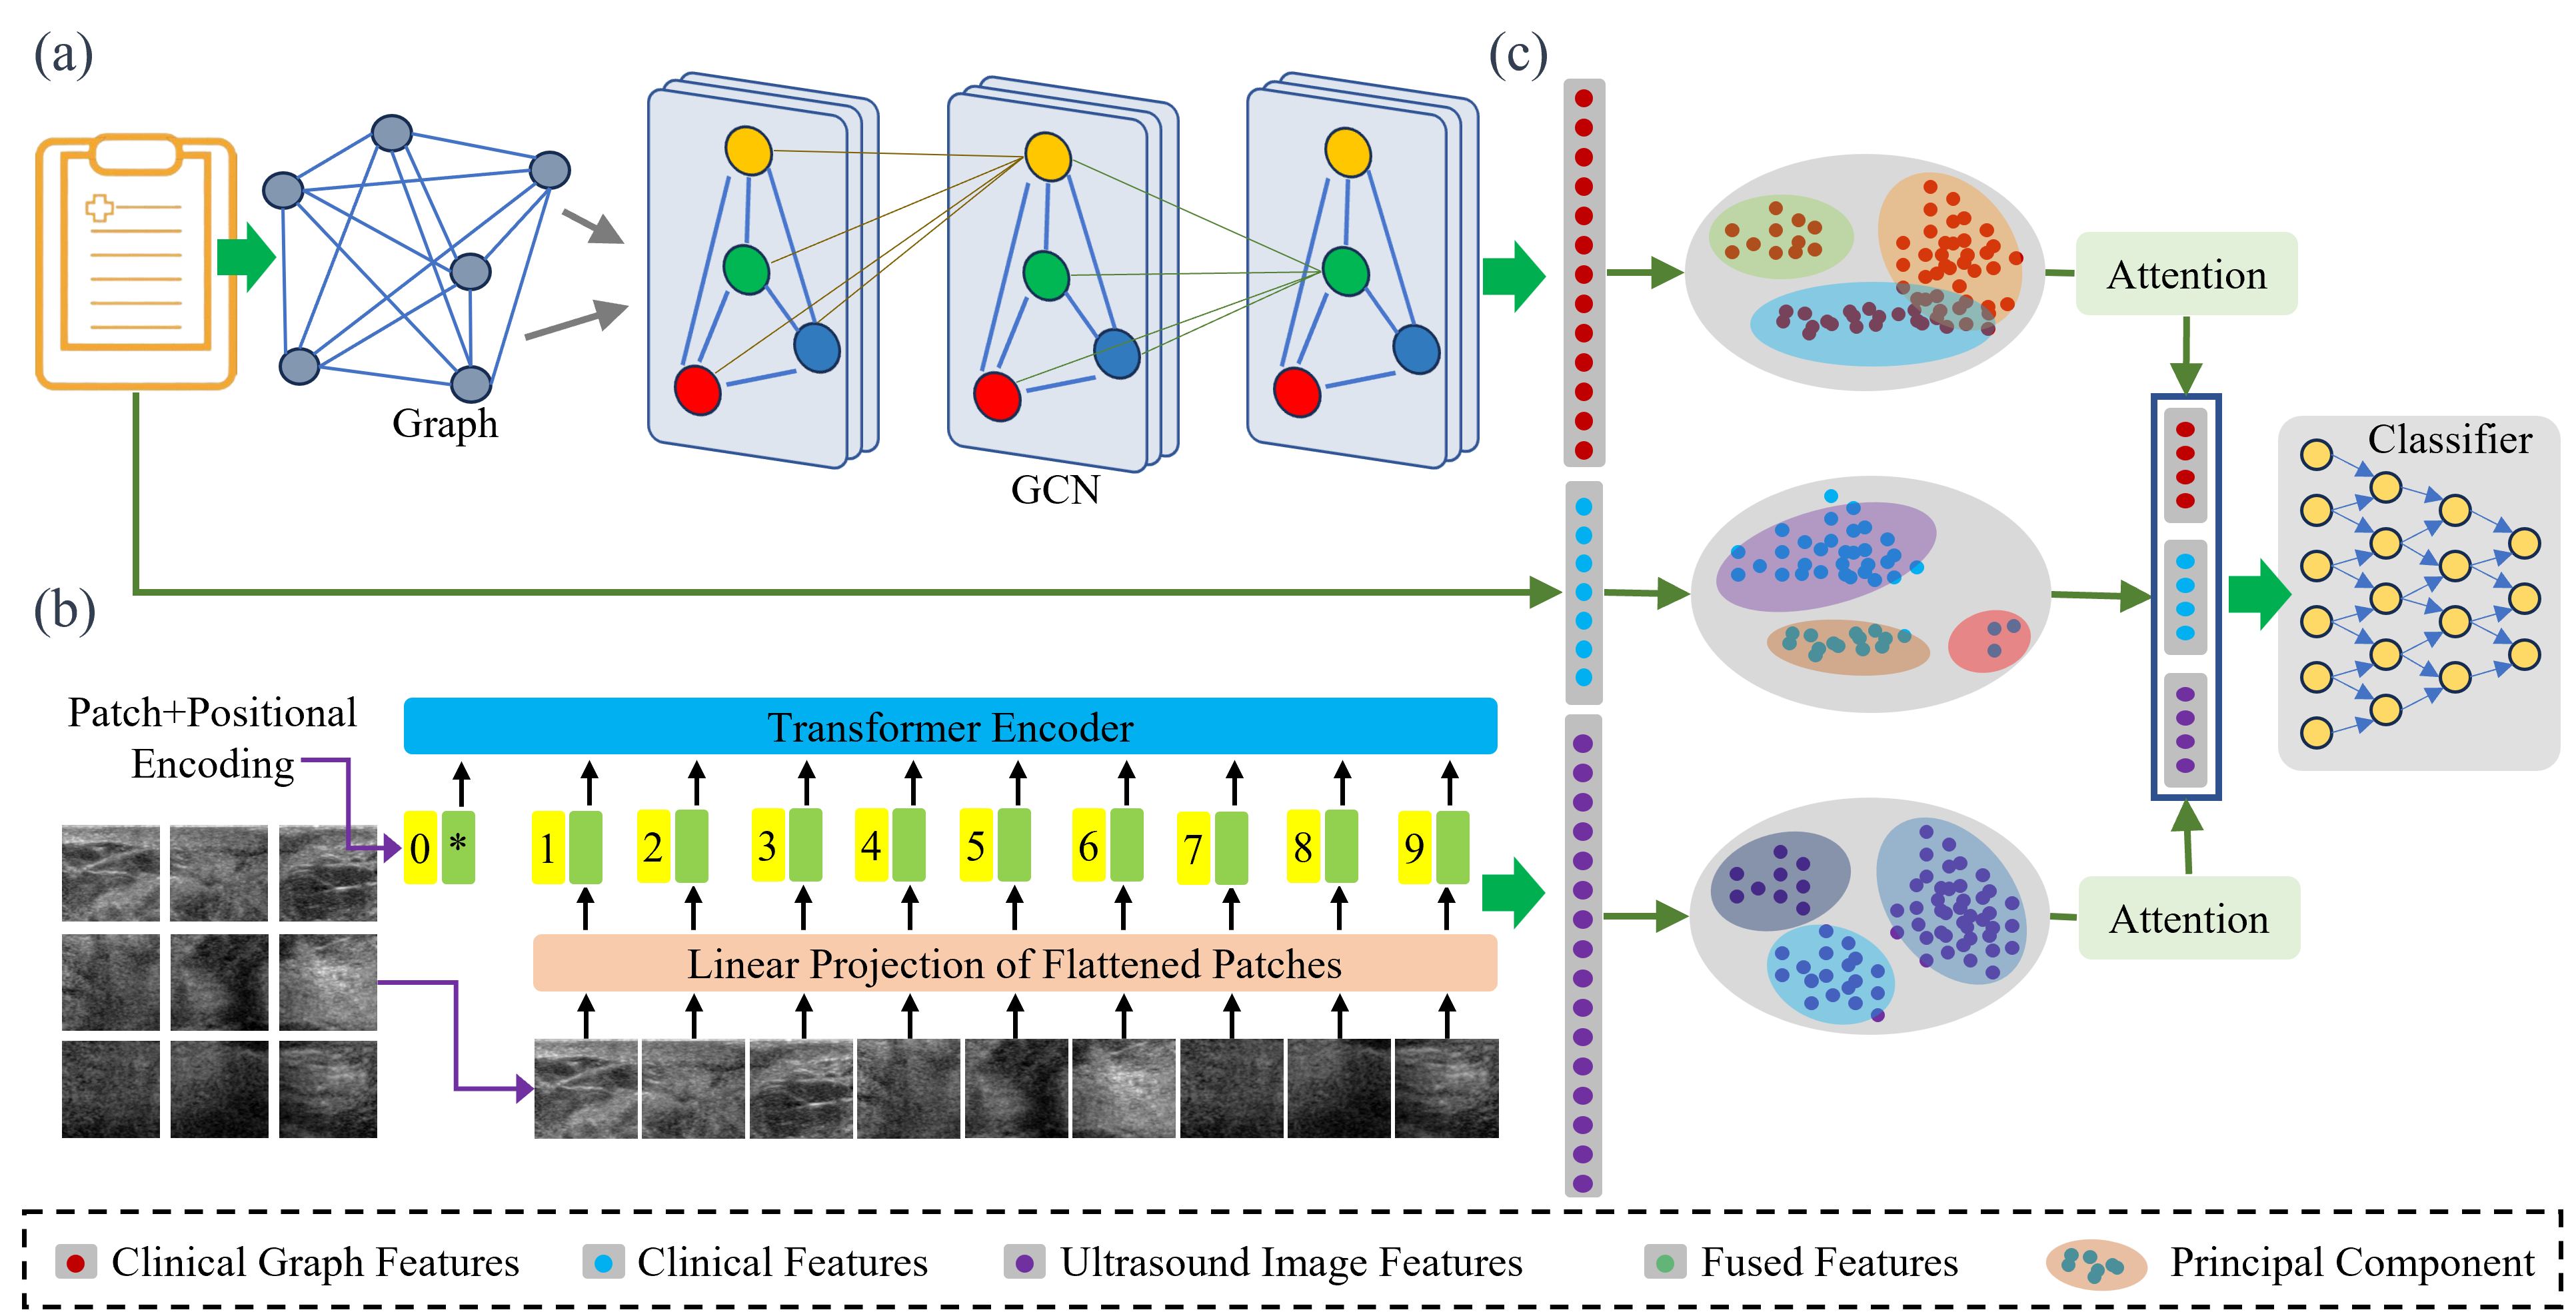 (a)
(c)
Graph
GCN
Attention
Classifier
(b)
Patch+Positional
Encoding
Transformer Encoder
0 * 1 2 3 4 5 6 7 8 9
Linear Projection of Flattened Patches
Attention
Clinical Graph Features
Clinical Features
Ultrasound Image Features
Fused Features
Principal Component